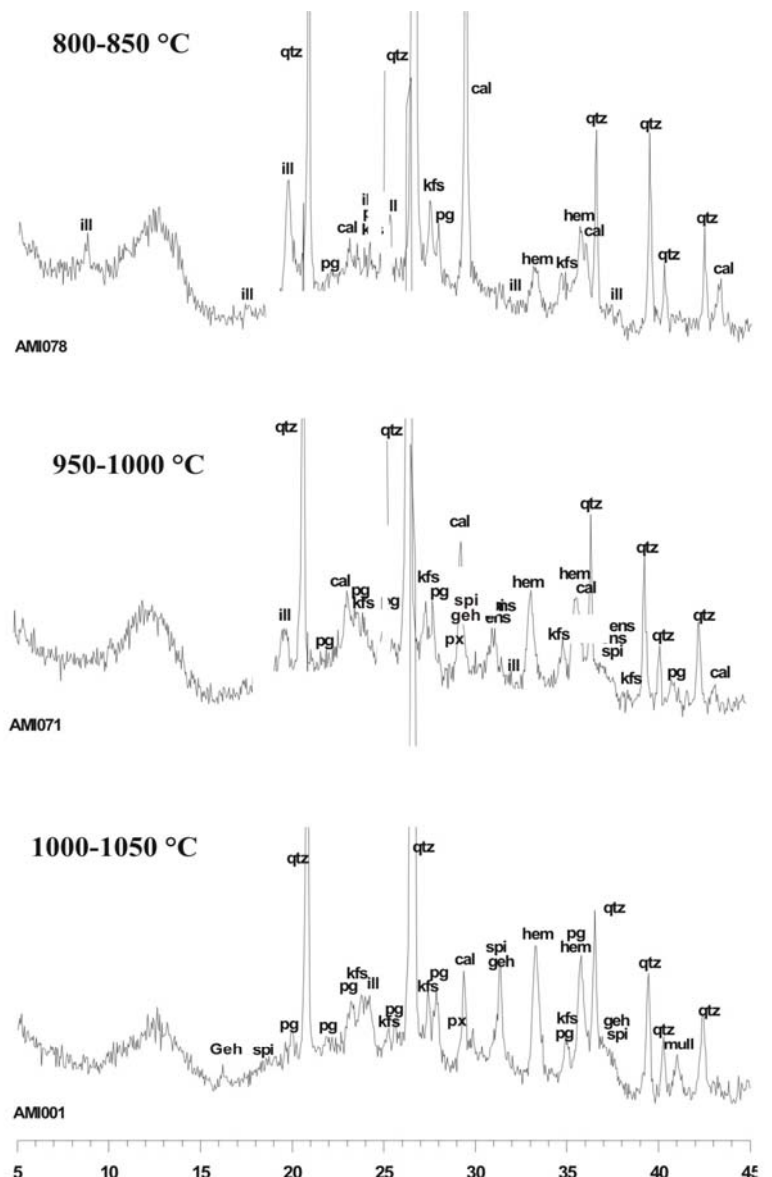 800-850 °C
qtz
qtz
cal
qtz
qtz
ill
kfs
pg
hem
cal
qtz
ill
cal
ll
hem
kfs
qtz
cal
pg
ill
ill
ill
AMI078
950-1000 °C
qtz
qtz
cal
qtz
qtz
cal
pg
kfs
kfs
pg
spi
geh
hem
hem
cal
ill
pg
px
ens
ill
kfs
ens
ns
spi
qtz
qtz
kfs
pg
cal
AMI071
1000-1050 °C
qtz
qtz
qtz
kfs
ill
pg
pg
kfs
cal
spi
geh
hem
pg
hem
qtz
qtz
pg
pg
pg
kfs
px
kfs
pg
geh
spi
qtz
mull
Geh
spi
AMI001
5 10 15 20 25 30 35 40 45